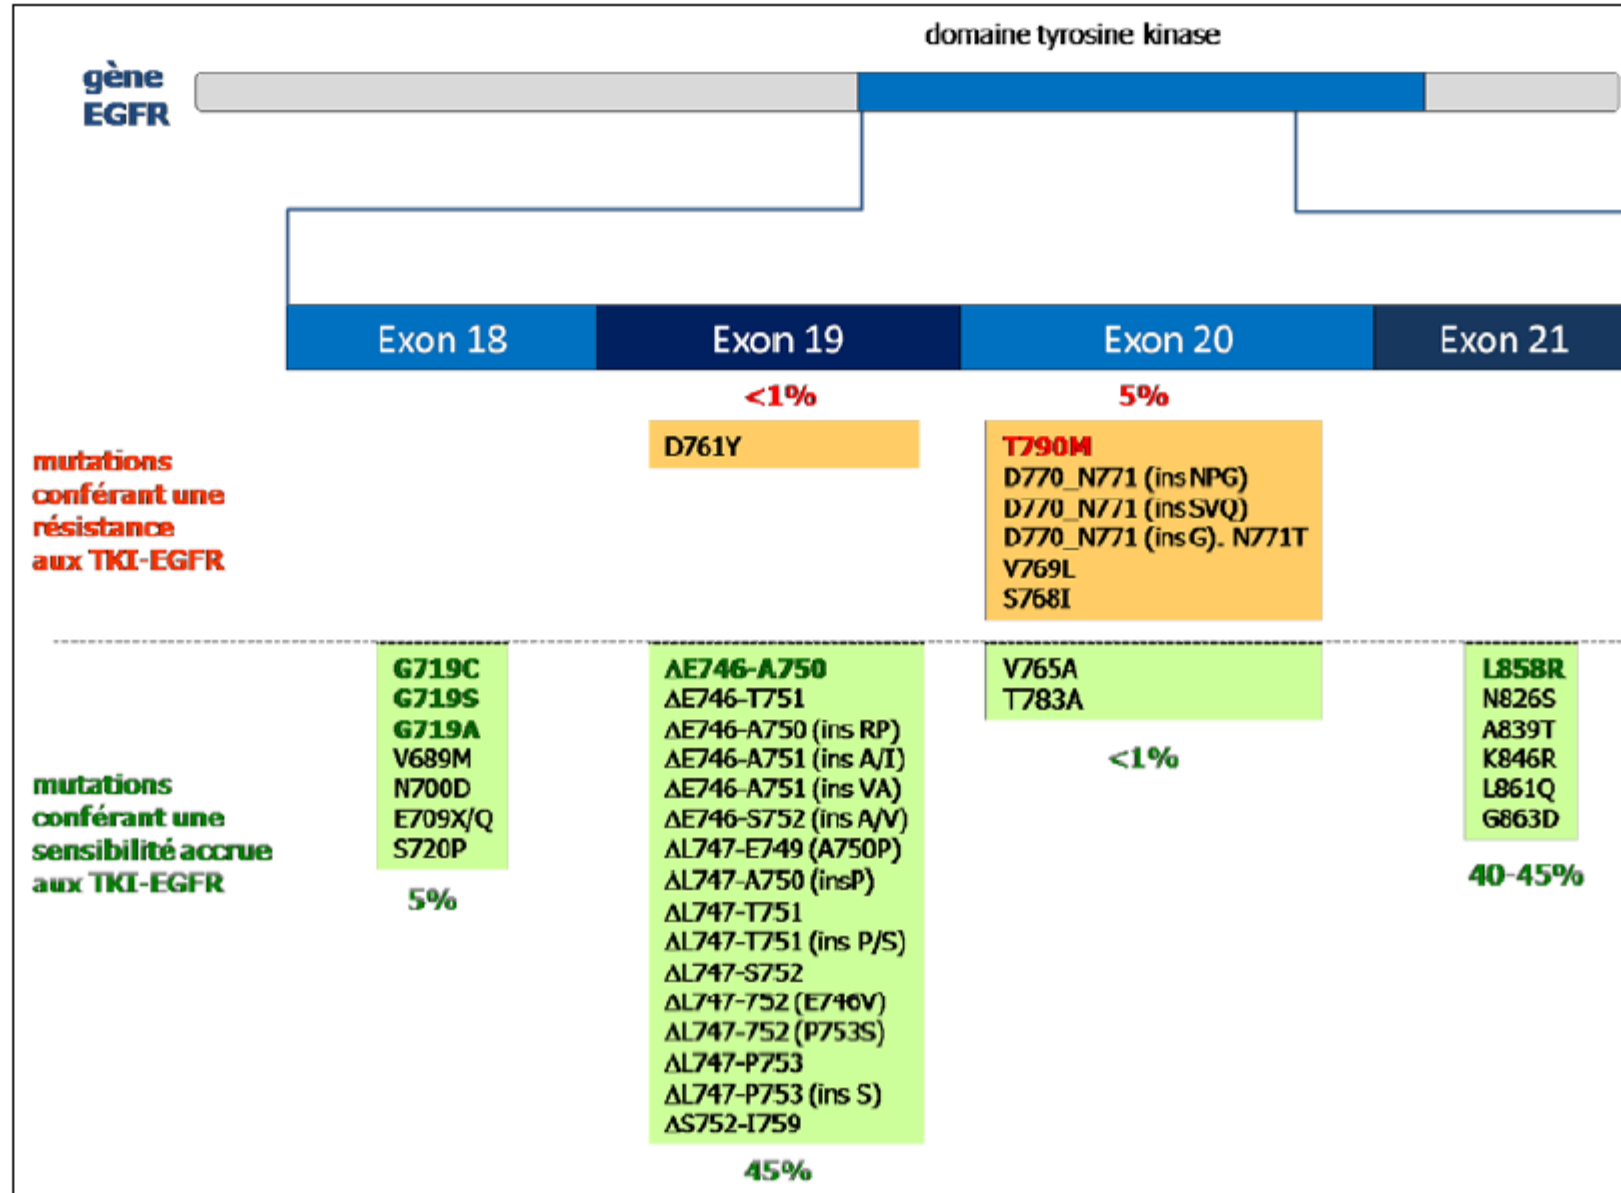 domaine tyrosine kinase
gène
EGFR
Exon 18
Exon 19
Exon 20
Exon 21
<1%
5%
mutations
conférant une
résistance
aux TKI-EGFR
D761Y
T790M
D770_N771 (ins NPG)
D770_N771 (ins SVQ)
D770_N771 (ins G). N771T
V769L
S768I
mutations
conférant une
sensibilité accrue
aux TKI-EGFR
G719C
G719S
G719A
V689M
N700D
E709X/Q
S720P
5%
ΔE746-A750
ΔE746-T751
ΔE746-A750 (ins RP)
ΔE746-A751 (ins A/I)
ΔE746-A751 (ins VA)
ΔE746-S752 (ins A/V)
ΔL747-E749 (A750P)
ΔL747-A750 (insP)
ΔL747-T751
ΔL747-T751 (ins P/S)
ΔL747-S752
ΔL747-752 (E746V)
ΔL747-752 (P753S)
ΔL747-P753
ΔL747-P753 (ins S)
ΔS752-I759
45%
V765A
T783A
<1%
L858R
N826S
A839T
K846R
L861Q
G863D
40-45%